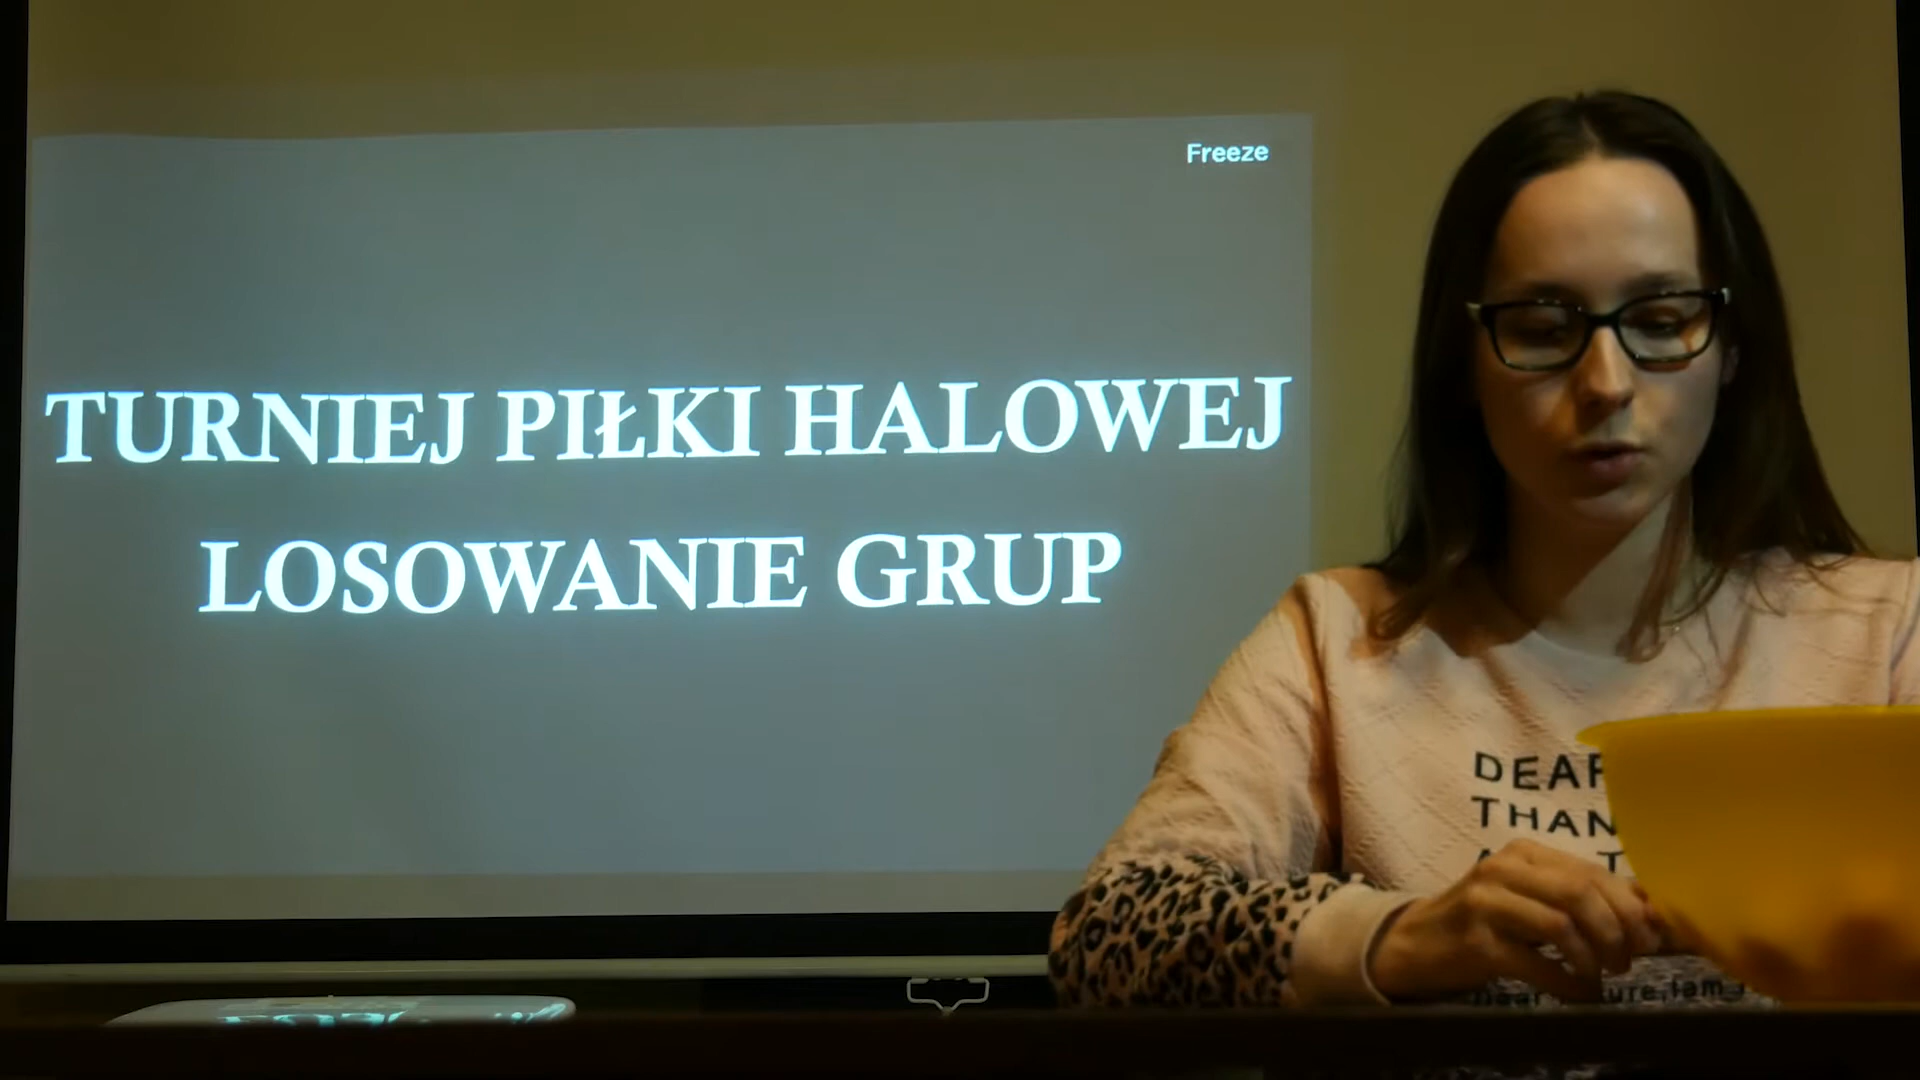 Freeze
TURNIEJ PIŁKI HALOWEJ
LOSOWANIE GRUP
DEAR
THAN